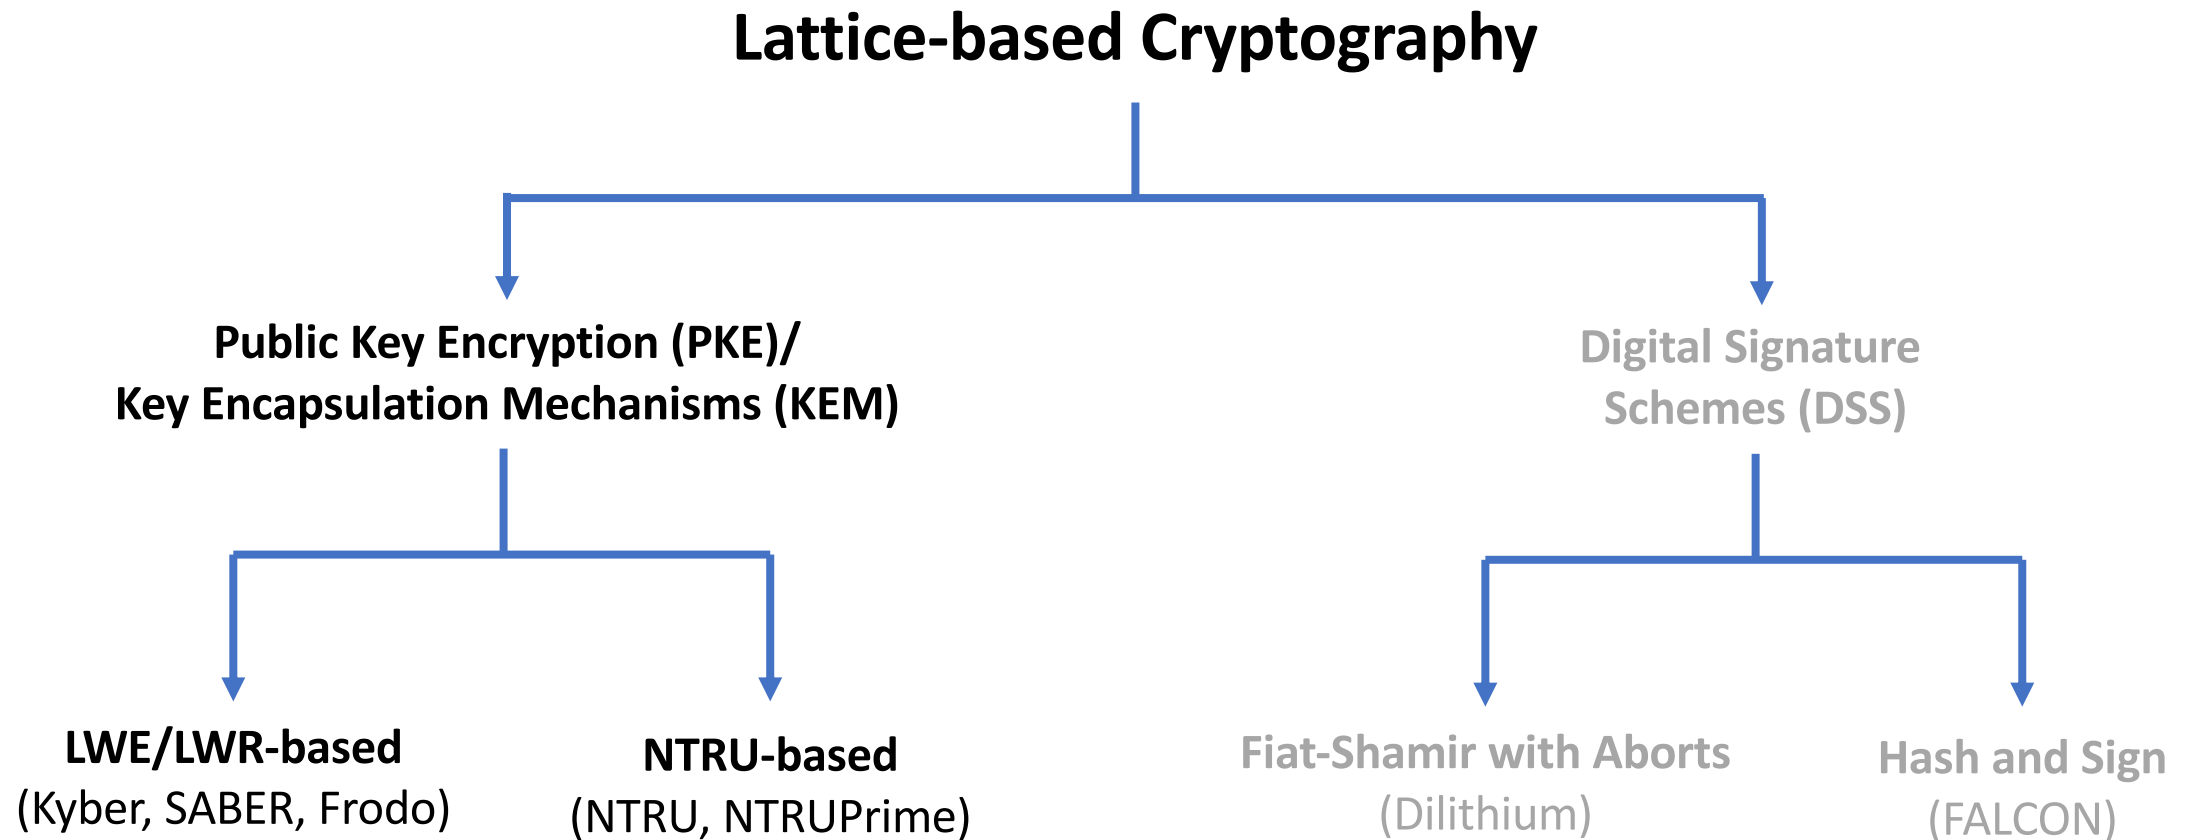 Lattice-based Cryptography
Public Key Encryption (PKE)/
Key Encapsulation Mechanisms (KEM)
Digital Signature
Schemes (DSS)
LWE/LWR-based
(Kyber, SABER, Frodo)
NTRU-based
(NTRU, NTRUPrime)
Fiat-Shamir with Aborts
(Dilithium)
Hash and Sign
(FALCON)